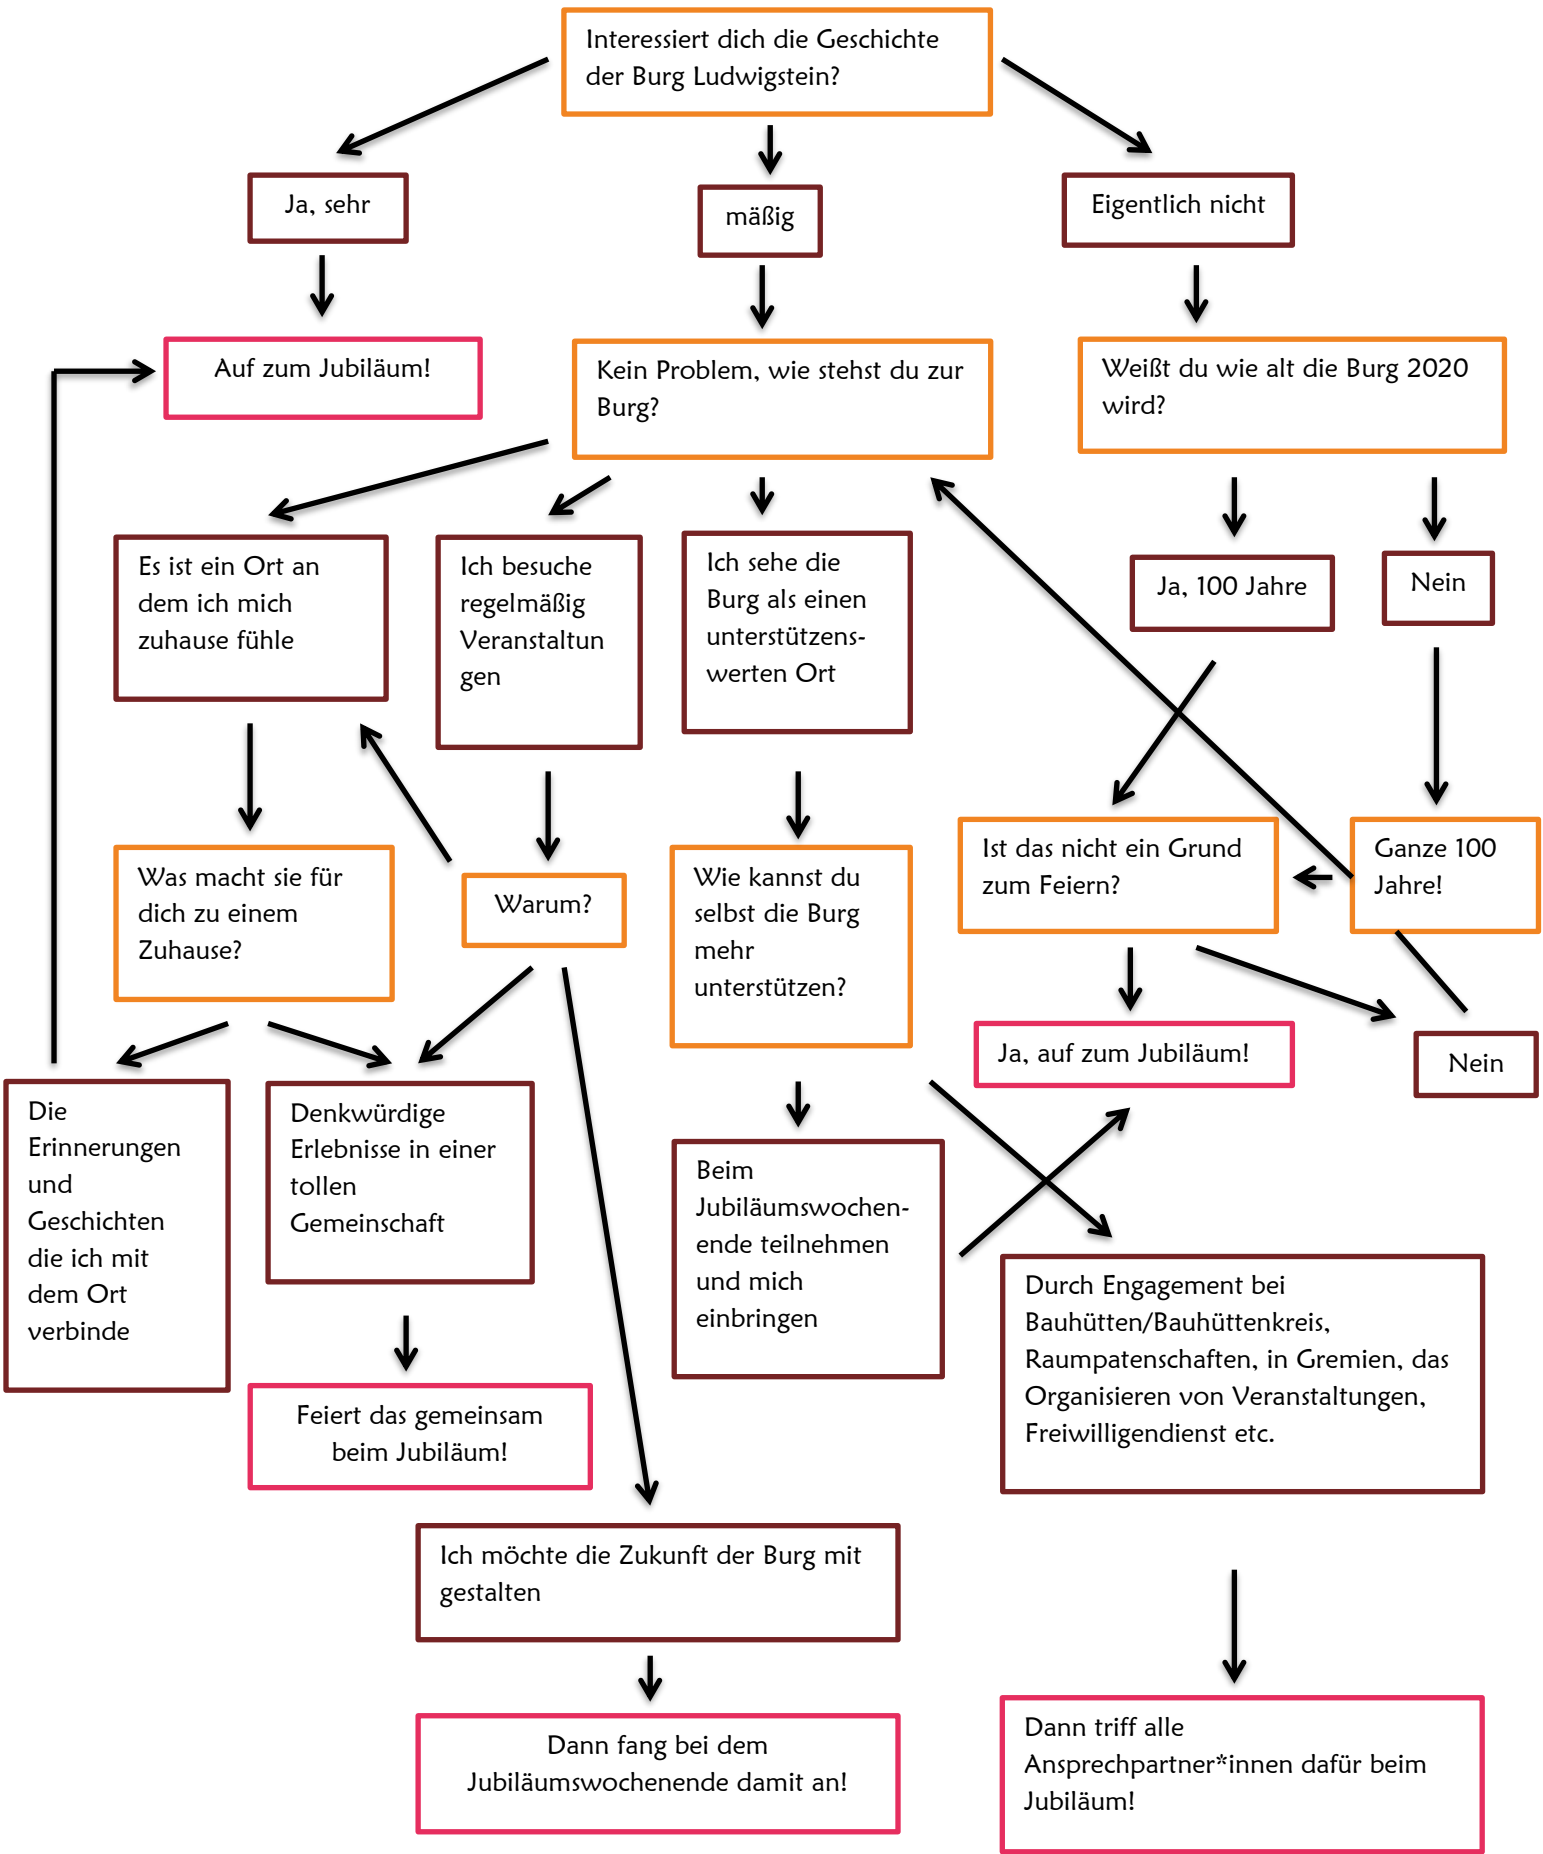 Interessiert dich die Geschichte
der Burg Ludwigstein?
Ja, sehr
mäßig
Eigentlich nicht
Auf zum Jubiläum!
Kein Problem, wie stehst du zur
Burg?
Weißt du wie alt die Burg 2020
wird?
Es ist ein Ort an
dem ich mich
zuhause fühle
Ich besuche
regelmäßig
Veranstaltun
gen
Ich sehe die
Burg als einen
unterstützens-
werten Ort
Ja, 100 Jahre
Nein
Was macht sie für
dich zu einem
Zuhause?
Warum?
Wie kannst du
selbst die Burg
mehr
unterstützen?
Ist das nicht ein Grund
zum Feiern?
Ganze 100
Jahre!
Ja, auf zum Jubiläum!
Nein
Die
Erinnerungen
und
Geschichten
die ich mit
dem Ort
verbinde
Denkwürdige
Erlebnisse in einer
tollen
Gemeinschaft
Beim
Jubiläumswochen-
ende teilnehmen
und mich
einbringen
Durch Engagement bei
Bauhütten/Bauhüttenkreis,
Raumpatenschaften, in Gremien, das
Organisieren von Veranstaltungen,
Freiwilligendienst etc.
Feiert das gemeinsam
beim Jubiläum!
Ich möchte die Zukunft der Burg mit
gestalten
Dann fang bei dem
Jubiläumswochenende damit an!
Dann triff alle
Ansprechpartner*innen dafür beim
Jubiläum!